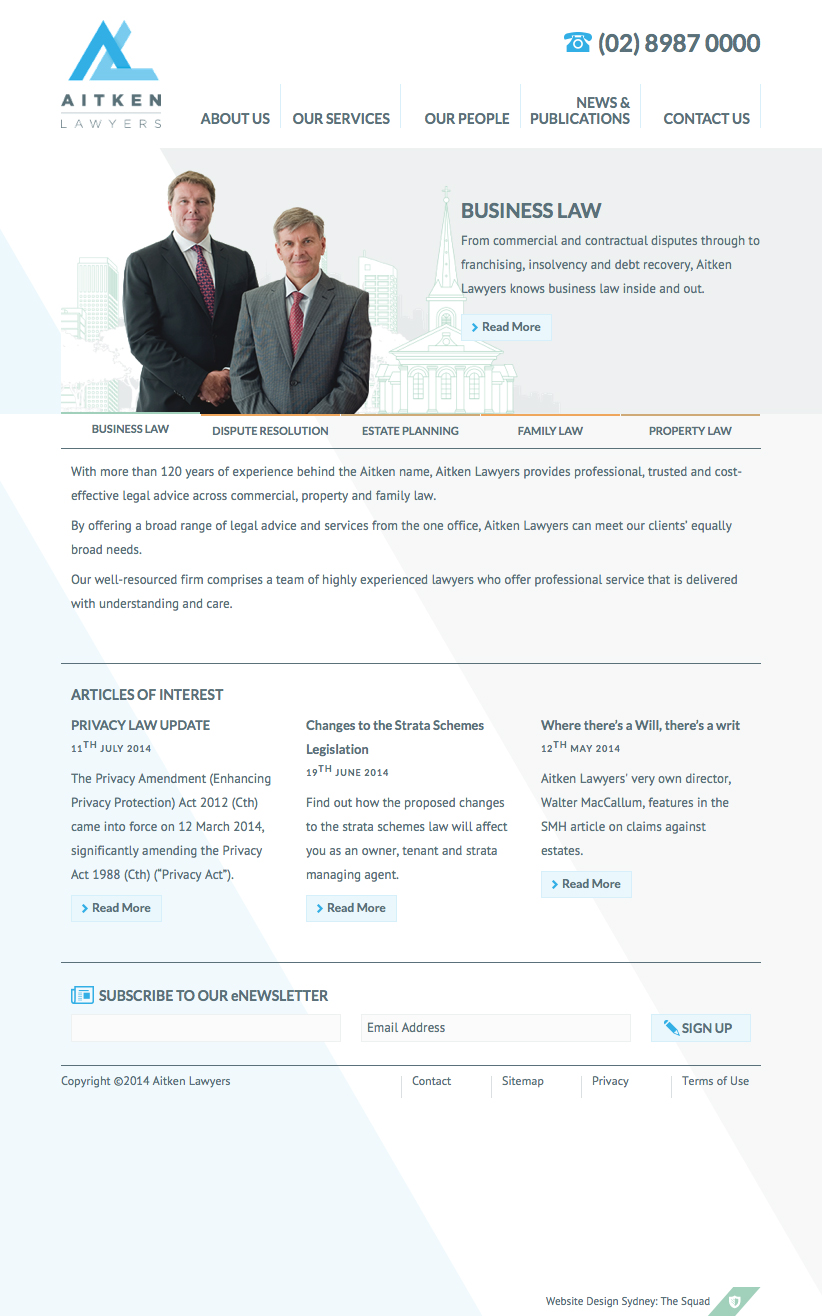 AITKEN
LAWYERS
(02) 8987 0000
ABOUT US
OUR SERVICES
OUR PEOPLE
NEWS &
PUBLICATIONS
CONTACT US
BUSINESS LAW
From commercial and contractual disputes through to
franchising, insolvency and debt recovery, Aitken
Lawyers knows business law inside and out.
Read More
BUSINESS LAW
DISPUTE RESOLUTION
ESTATE PLANNING
FAMILY LAW
PROPERTY LAW
With more than 120 years of experience behind the Aitken name, Aitken Lawyers provides professional, trusted and cost-
effective legal advice across commercial, property and family law.
By offering a broad range of legal advice and services from the one office, Aitken Lawyers can meet our clients' equally
broad needs.
Our well-resourced firm comprises a team of highly experienced lawyers who offer professional service that is delivered
with understanding and care.
ARTICLES OF INTEREST
PRIVACY LAW UPDATE
11TH JULY 2014
The Privacy Amendment (Enhancing
Privacy Protection) Act 2012 (Cth)
came into force on 12 March 2014,
significantly amending the Privacy
Act 1988 (Cth) (“Privacy Act”).
Read More
Changes to the Strata Schemes
Legislation
19TH JUNE 2014
Find out how the proposed changes
to the strata schemes law will affect
you as an owner, tenant and strata
managing agent.
Read More
Where there's a Will, there's a writ
12TH MAY 2014
Aitken Lawyers' very own director,
Walter MacCallum, features in the
SMH article on claims against
estates.
Read More
SUBSCRIBE TO OUR eNEWSLETTER
Email Address
SIGN UP
Copyright ©2014 Aitken Lawyers
Contact
Sitemap
Privacy
Terms of Use
Website Design Sydney: The Squad